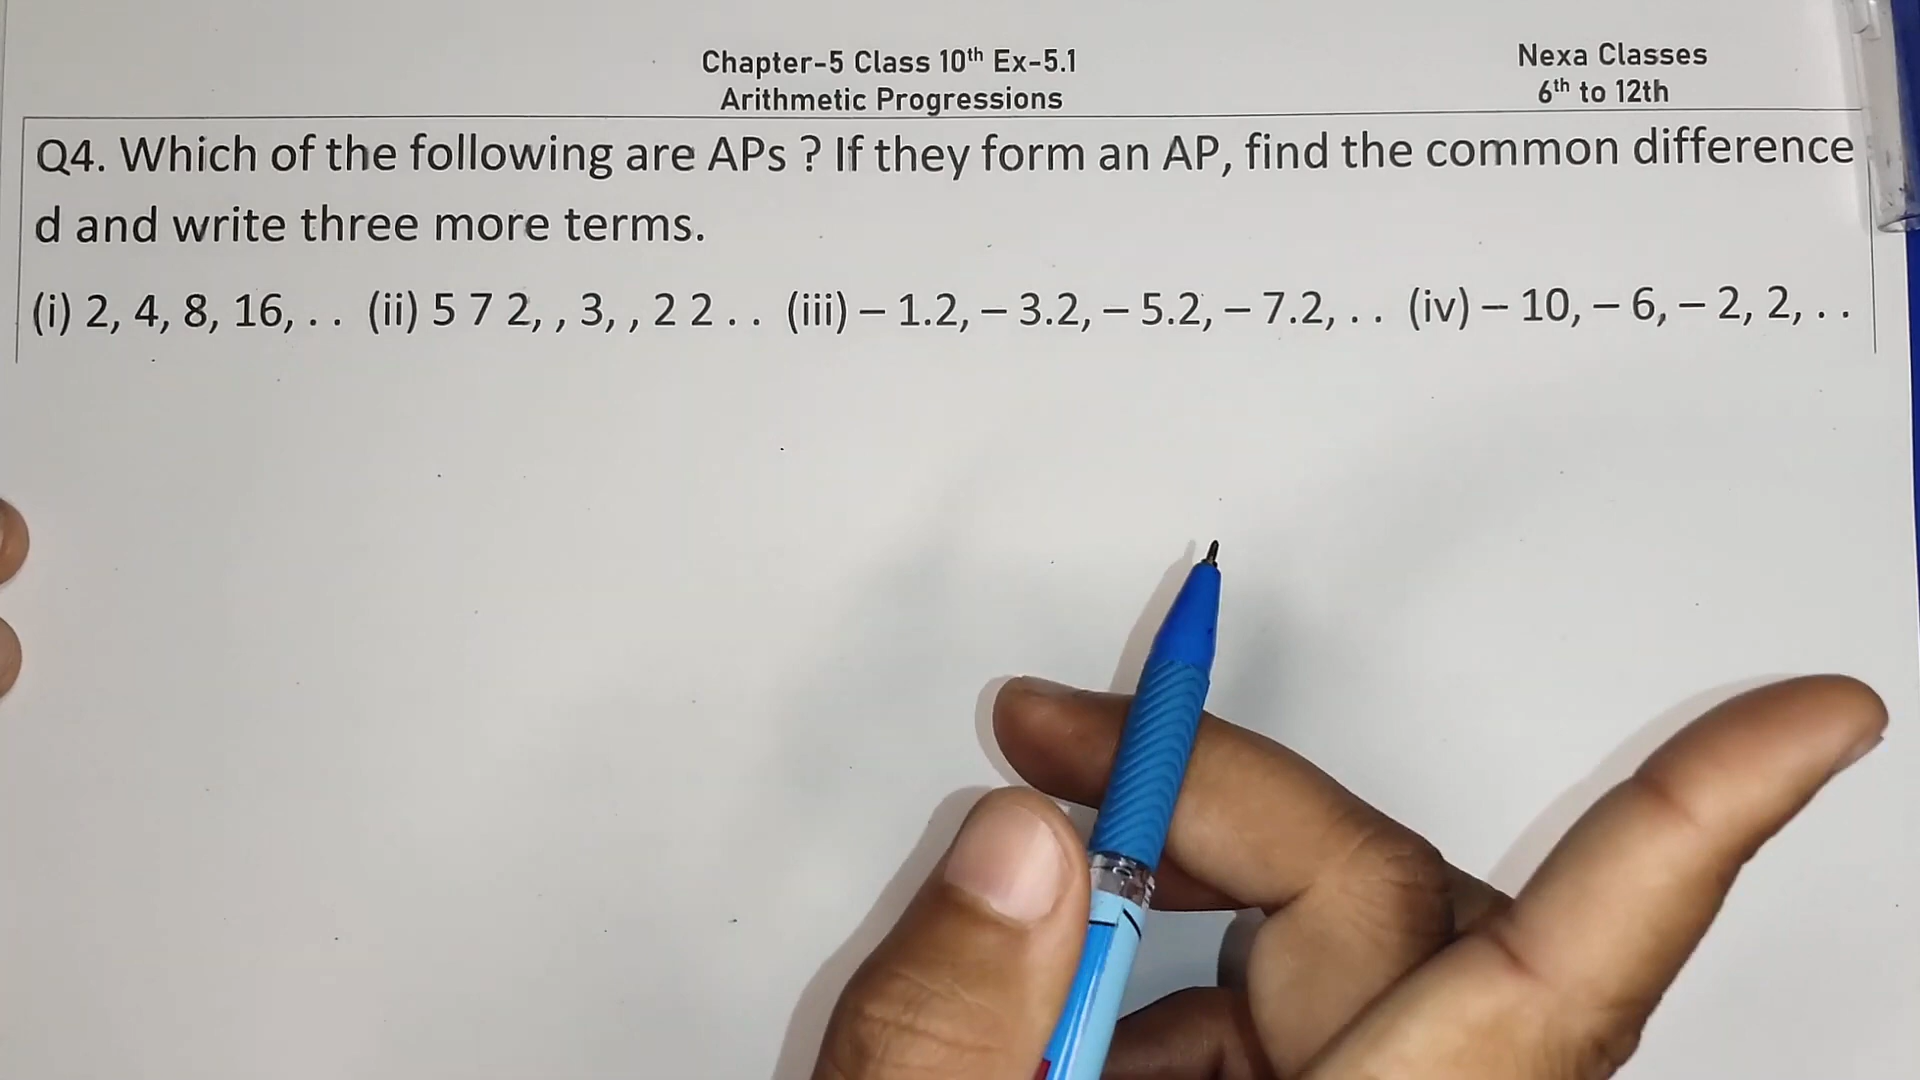 Chapter-5 Class 10th Ex-5.1
Arithmetic Progressions
Nexa Classes
6th to 12th
Q4. Which of the following are APs ? If they form an AP, find the common difference
d and write three more terms.
(i) 2, 4, 8, 16, . . (ii) 5 7 2, , 3, , 2 2 . . (iii) – 1.2, – 3.2, – 5.2, – 7.2, . . (iv) – 10, – 6, – 2, 2, . .